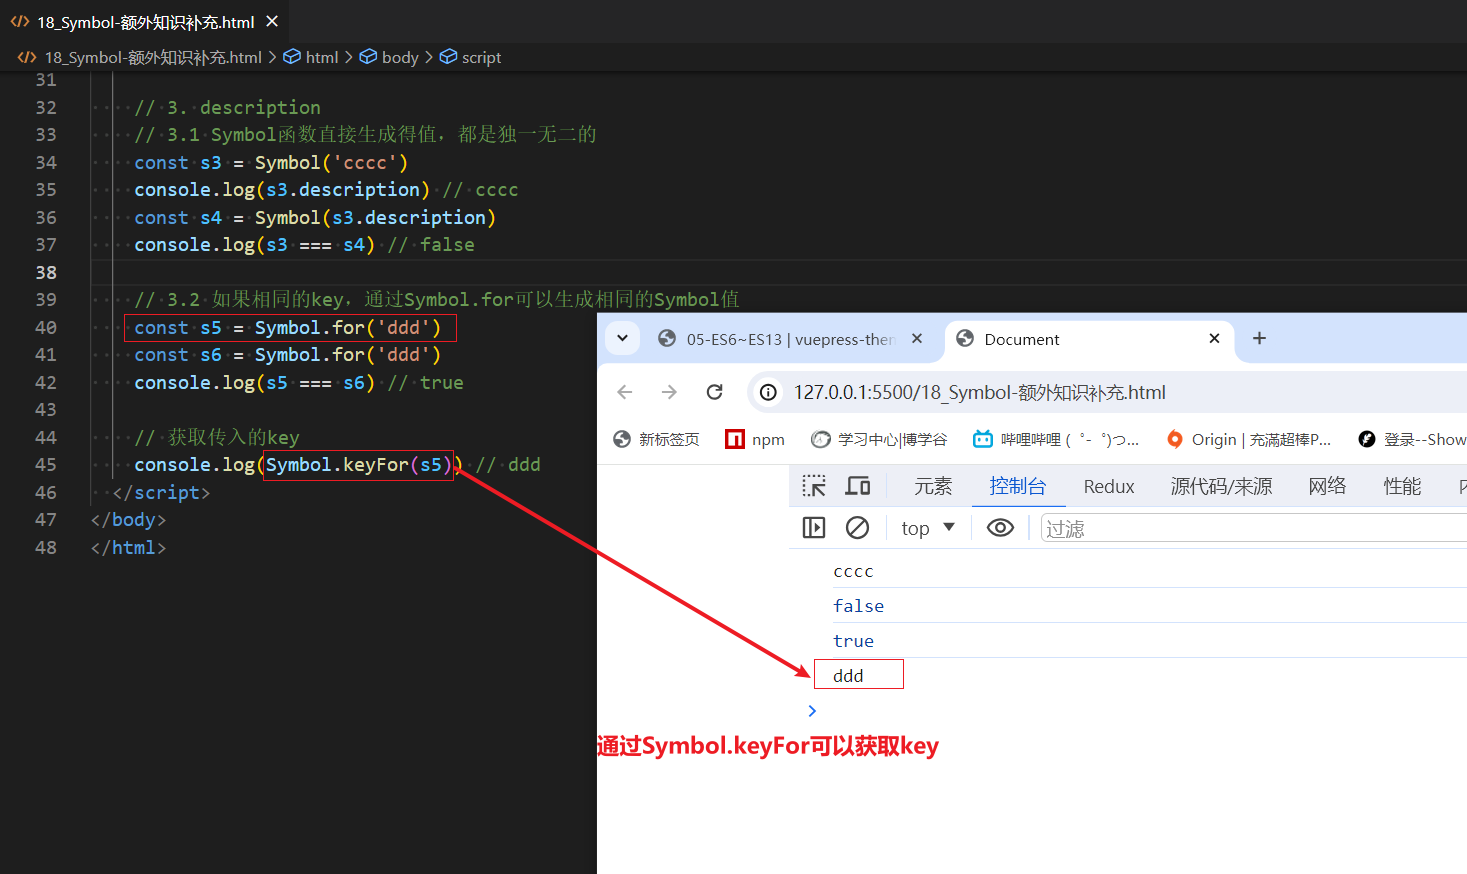 18_Symbol-额外知识补充.html
18_Symbol-额外知识补充.html > html > body > script
31
32 // 3. description
33 // 3.1 Symbol函数直接生成得值，都是独一无二的
34 const s3 = Symbol('cccc')
35 console.log(s3.description) // cccc
36 const s4 = Symbol(s3.description)
37 console.log(s3 === s4) // false
38
39 // 3.2 如果相同的key，通过Symbol.for可以生成相同的Symbol值
40 const s5 = Symbol.for('ddd')
41 const s6 = Symbol.for('ddd')
42 console.log(s5 === s6) // true
43
44 // 获取传入的key
45 console.log(Symbol.keyFor(s5)) // ddd
46 </script>
47 </body>
48 </html>
05-ES6~ES13 | vuepress-the
Document
127.0.0.1:5500/18_Symbol-额外知识补充.html
新标签页 npm 学习中心|博学谷 哔哩哔哩 (゜-゜)つ... Origin | 充满超棒P... 登录--Show
元素 控制台 Redux 源代码/来源 网络 性能
top 过滤
cccc
false
true
ddd
通过Symbol.keyFor可以获取key